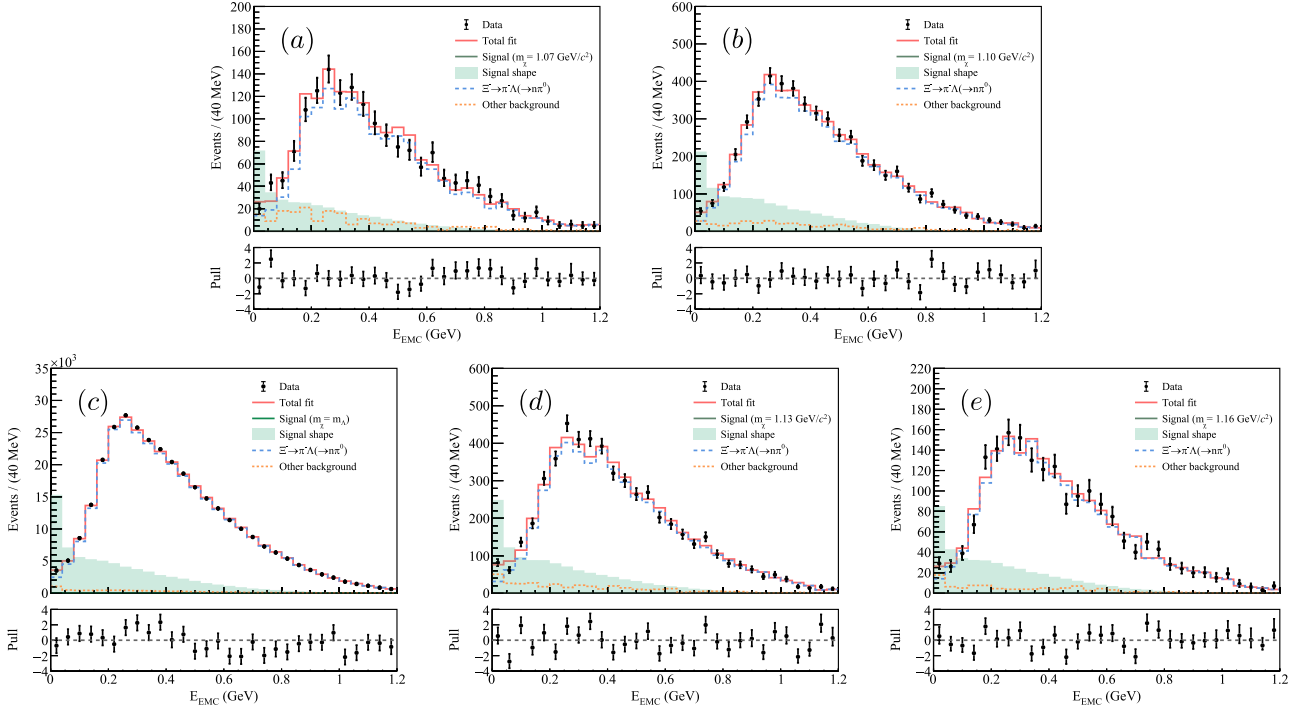 (a)
Data
Total fit
Signal (mχ = 1.07 GeV/c²)
Signal shape
Ξ⁻→π⁻Λ(→nπ⁰)
Other background
Events / (40 MeV)
200
180
160
140
120
100
80
60
40
20
0
Pull
4
2
0
−2
−4
0 0.2 0.4 0.6 0.8 1 1.2
E_EMC (GeV)
(b)
Data
Total fit
Signal (mχ = 1.10 GeV/c²)
Signal shape
Ξ⁻→π⁻Λ(→nπ⁰)
Other background
Events / (40 MeV)
600
500
400
300
200
100
0
Pull
4
2
0
−2
−4
0 0.2 0.4 0.6 0.8 1 1.2
E_EMC (GeV)
(c)
×10³
Data
Total fit
Signal (mχ = m_Λ)
Signal shape
Ξ⁻→π⁻Λ(→nπ⁰)
Other background
Events / (40 MeV)
35
30
25
20
15
10
5
0
Pull
4
2
0
−2
−4
0 0.2 0.4 0.6 0.8 1 1.2
E_EMC (GeV)
(d)
Data
Total fit
Signal (mχ = 1.13 GeV/c²)
Signal shape
Ξ⁻→π⁻Λ(→nπ⁰)
Other background
Events / (40 MeV)
600
500
400
300
200
100
0
Pull
4
2
0
−2
−4
0 0.2 0.4 0.6 0.8 1 1.2
E_EMC (GeV)
(e)
Data
Total fit
Signal (mχ = 1.16 GeV/c²)
Signal shape
Ξ⁻→π⁻Λ(→nπ⁰)
Other background
Events / (40 MeV)
220
200
180
160
140
120
100
80
60
40
20
0
Pull
4
2
0
−2
−4
0 0.2 0.4 0.6 0.8 1 1.2
E_EMC (GeV)